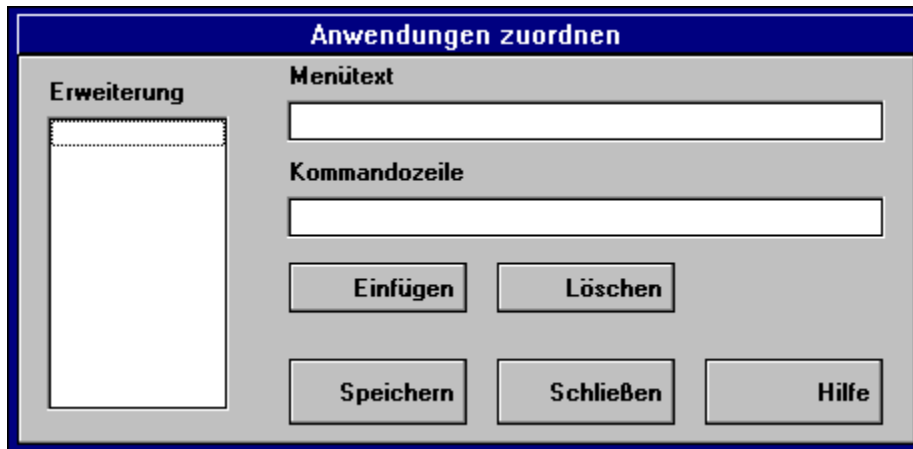 Anwendungen zuordnen
Erweiterung
Menütext
Kommandozeile
Einfügen
Löschen
Speichern
Schließen
Hilfe